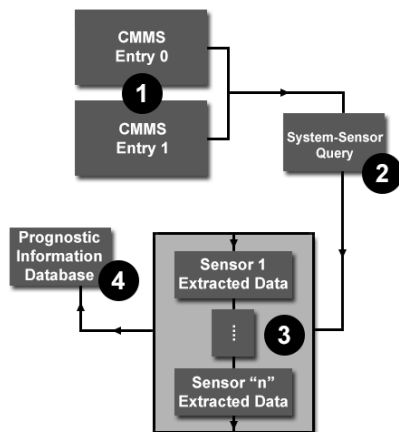 CMMS
Entry 0
1
CMMS
Entry 1
System-Sensor
Query
2
Prognostic
Information
Database
4
Sensor 1
Extracted Data
...
3
Sensor “n”
Extracted Data